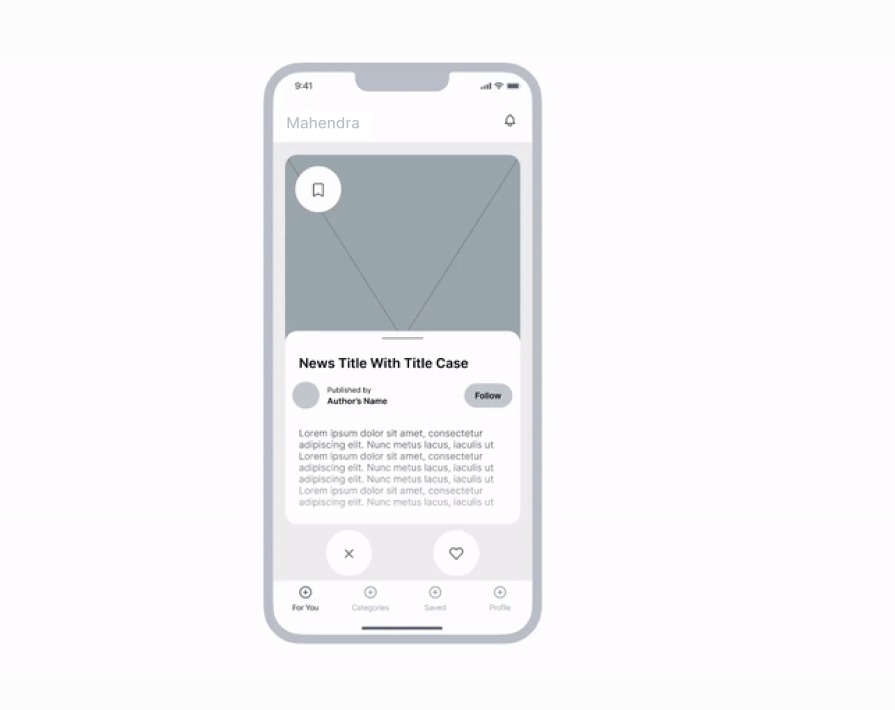 9:41
Mahendra
News Title With Title Case
Published by
Author's Name
Follow
Lorem ipsum dolor sit amet, consectetur
adipiscing elit. Nunc metus lacus, iaculis ut
Lorem ipsum dolor sit amet, consectetur
adipiscing elit. Nunc metus lacus, iaculis ut
adipiscing elit. Nunc metus lacus, iaculis ut
Lorem ipsum dolor sit amet, consectetur
adipiscing elit. Nunc metus lacus, iaculis ut
For You
Categories
Saved
Profile